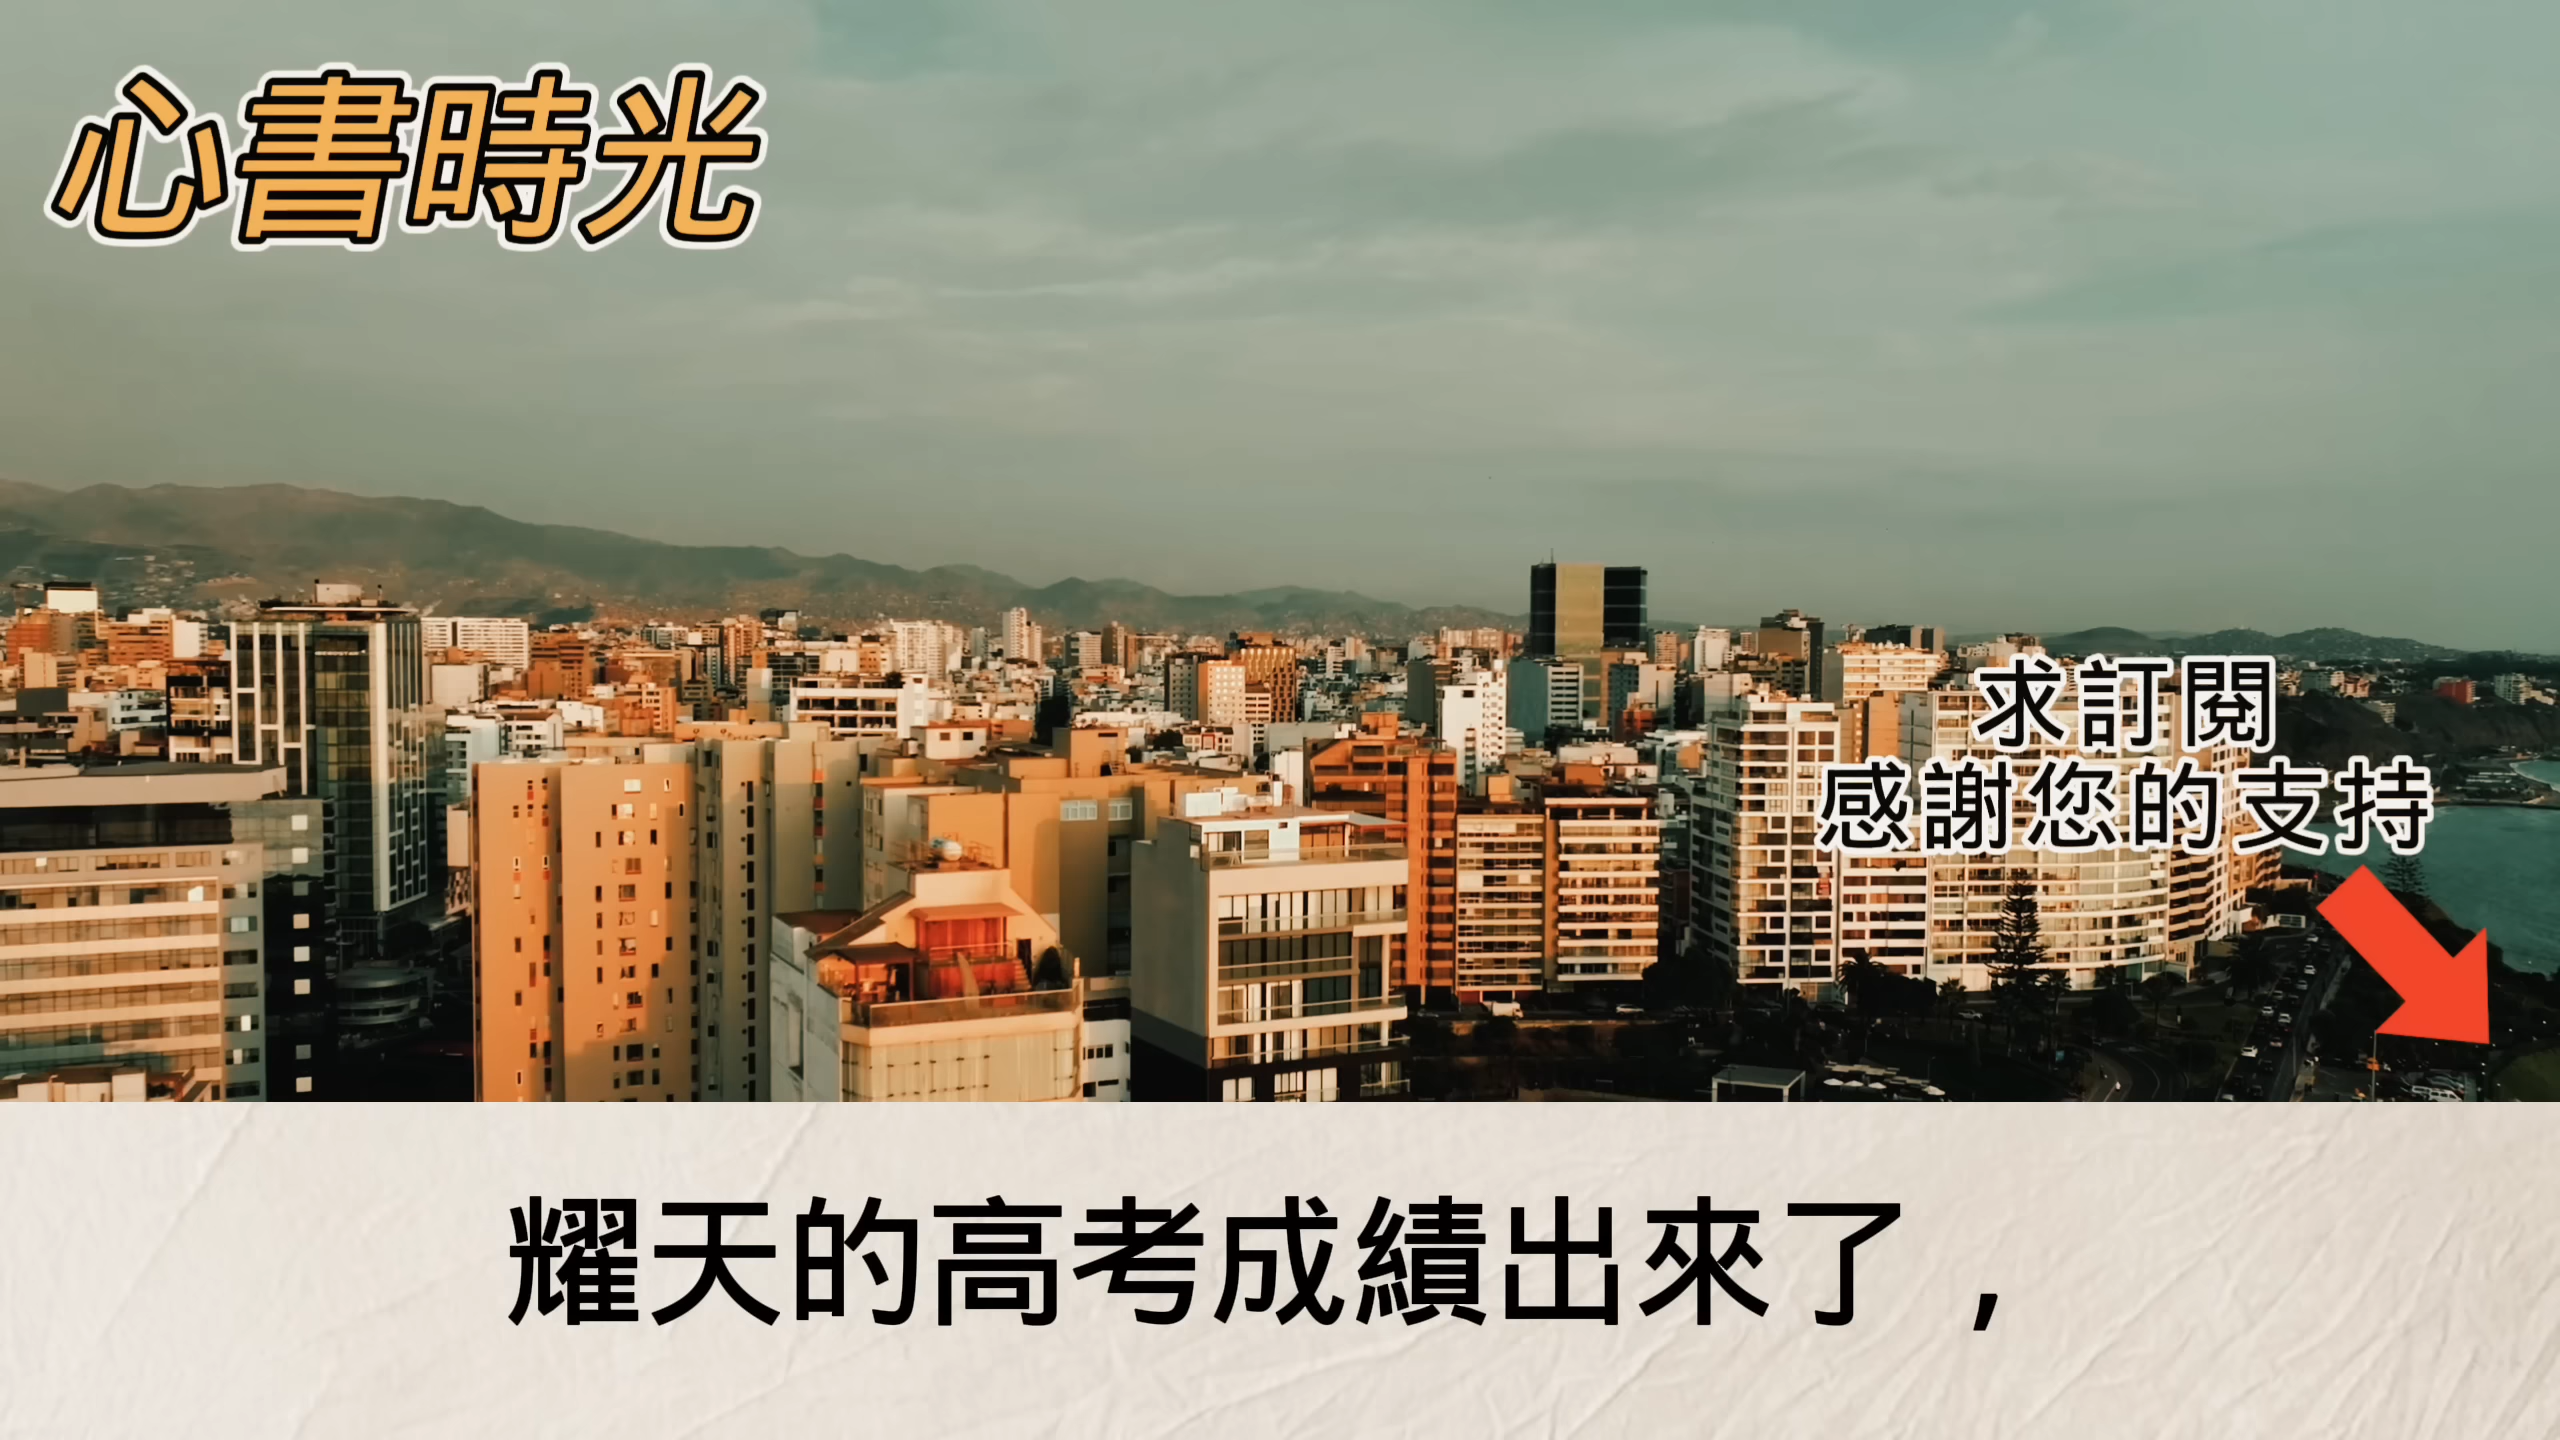 心書時光
求訂閱
感謝您的支持
耀天的高考成績出來了，